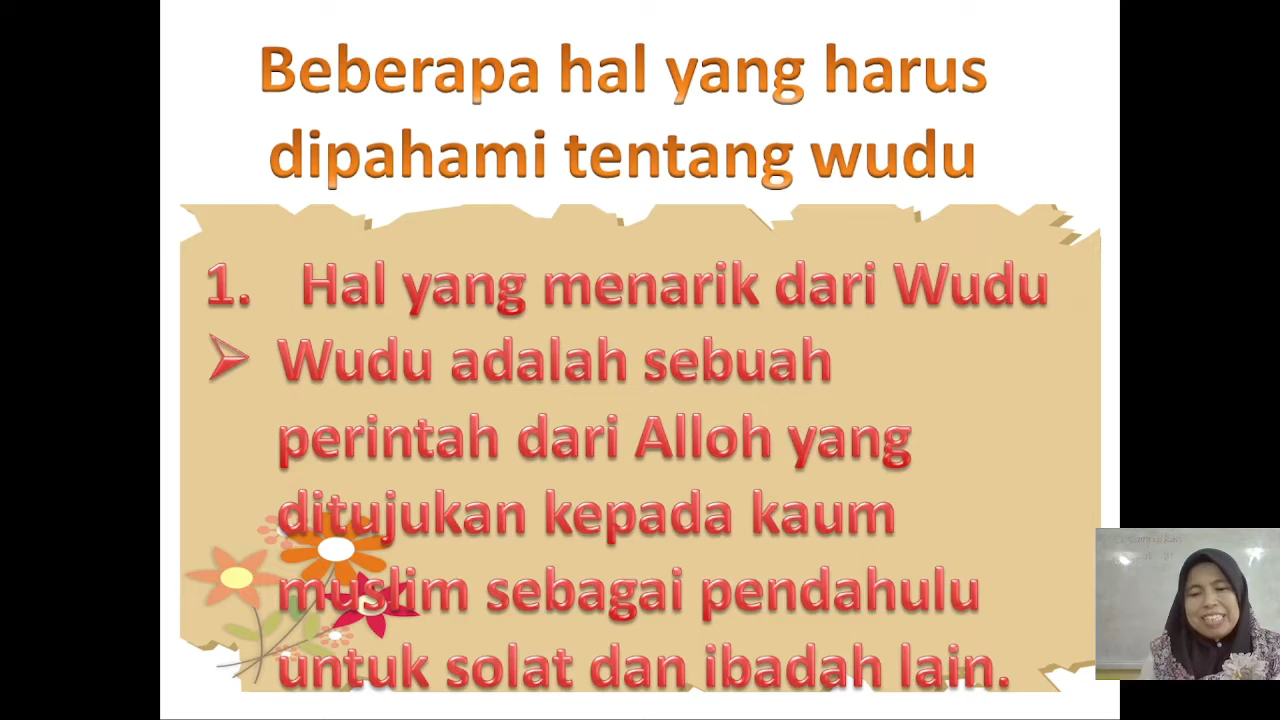 Beberapa hal yang harus
dipahami tentang wudu
1. Hal yang menarik dari Wudu
➢ Wudu adalah sebuah
perintah dari Alloh yang
ditujukan kepada kaum
muslim sebagai pendahulu
untuk solat dan ibadah lain.